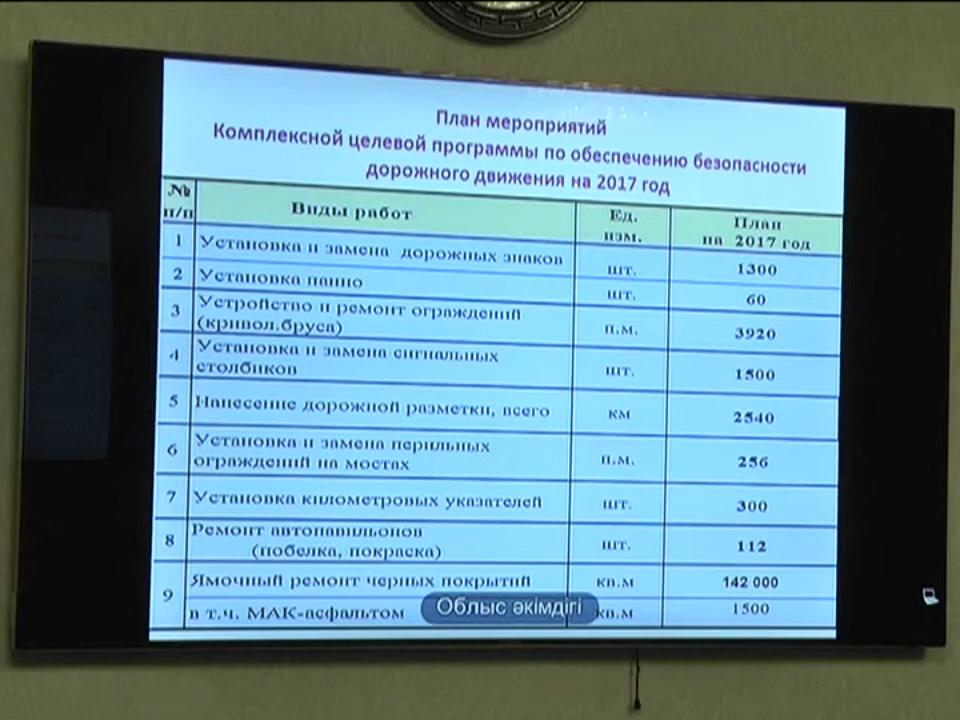 План мероприятий
Комплексной целевой программы по обеспечению безопасности
дорожного движения на 2017 год
№ п/п Виды работ Ед. изм. План на 2017 год
1 Установка и замена дорожных знаков шт. 1300
2 Установка панно шт. 60
3 Устройство и ремонт ограждений
(кривол.бруса) п.м. 3920
4 Установка и замена сигнальных
столбиков шт. 1500
5 Нанесение дорожной разметки, всего км 2540
6 Установка и замена перильных
ограждений на мостах п.м. 256
7 Установка километровых указателей шт. 300
8 Ремонт автопавильонов
(побелка, покраска) шт. 112
9 Ямочный ремонт черных покрытий кв.м 142 000
в т.ч. МАК-асфальтом кв.м 1500
Облыс әкімдігі